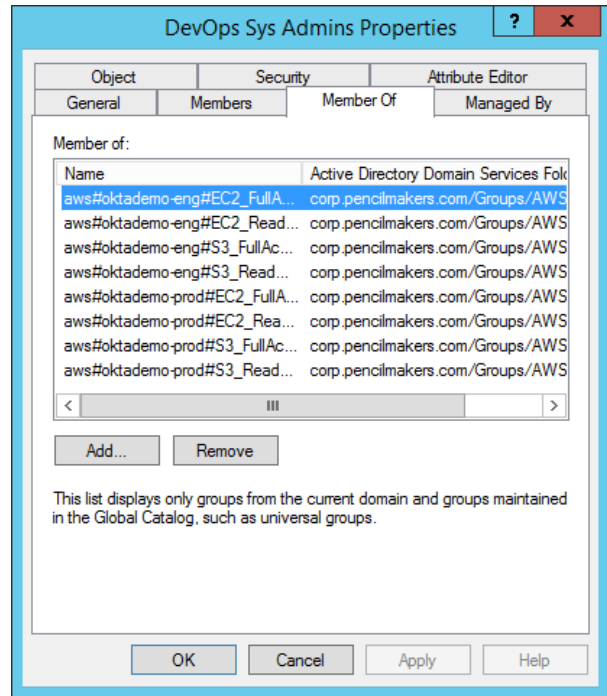 DevOps Sys Admins Properties
?
x
Object Security Attribute Editor
General Members Member Of Managed By
Member of:
Name Active Directory Domain Services Fold
aws#oktademo-eng#EC2_FullA... corp.pencilmakers.com/Groups/AWS
aws#oktademo-eng#EC2_Read... corp.pencilmakers.com/Groups/AWS
aws#oktademo-eng#S3_FullAc... corp.pencilmakers.com/Groups/AWS
aws#oktademo-eng#S3_Read... corp.pencilmakers.com/Groups/AWS
aws#oktademo-prod#EC2_FullA... corp.pencilmakers.com/Groups/AWS
aws#oktademo-prod#EC2_Rea... corp.pencilmakers.com/Groups/AWS
aws#oktademo-prod#S3_FullAc... corp.pencilmakers.com/Groups/AWS
aws#oktademo-prod#S3_Read... corp.pencilmakers.com/Groups/AWS
Add... Remove
This list displays only groups from the current domain and groups maintained
in the Global Catalog, such as universal groups.
OK Cancel Apply Help